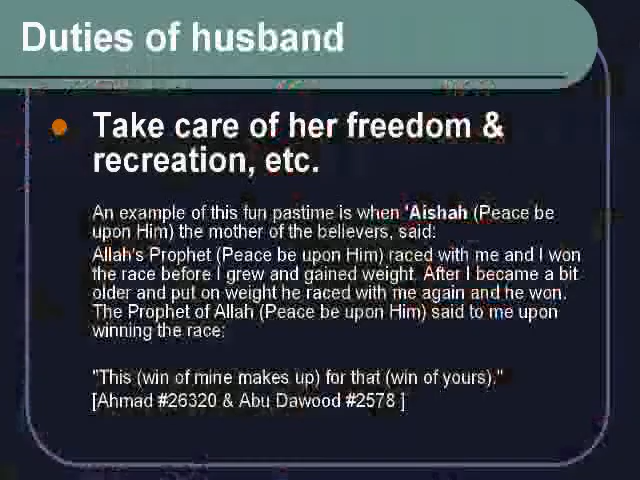 Duties of husband
Take care of her freedom &
recreation, etc.
An example of this fun pastime is when 'Aishah (Peace be
upon Him) the mother of the believers, said:
Allah's Prophet (Peace be upon Him) raced with me and I won
the race before I grew and gained weight. After I became a bit
older and put on weight he raced with me again and he won.
The Prophet of Allah (Peace be upon Him) said to me upon
winning the race:
"This (win of mine makes up) for that (win of yours)."
[Ahmad #26320 & Abu Dawood #2578 ]